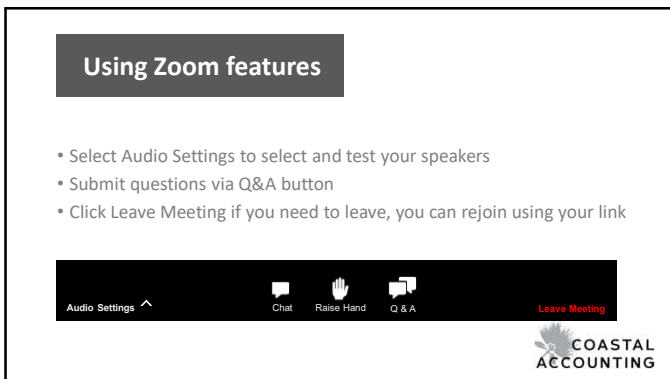 Using Zoom features
• Select Audio Settings to select and test your speakers
• Submit questions via Q&A button
• Click Leave Meeting if you need to leave, you can rejoin using your link
Audio Settings ^ Chat Raise Hand Q & A Leave Meeting
COASTAL
ACCOUNTING